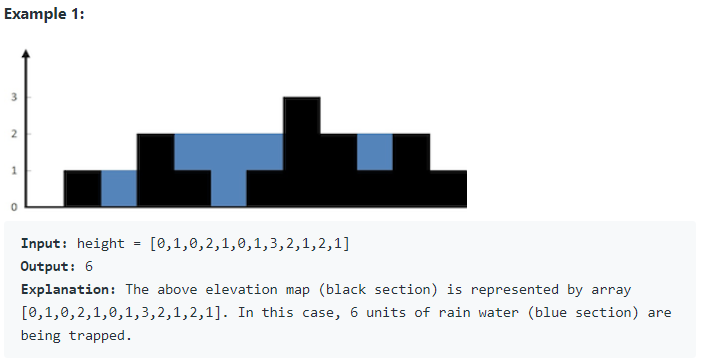 Example 1:
3
2
1
0
Input: height = [0,1,0,2,1,0,1,3,2,1,2,1]
Output: 6
Explanation: The above elevation map (black section) is represented by array
[0,1,0,2,1,0,1,3,2,1,2,1]. In this case, 6 units of rain water (blue section) are
being trapped.